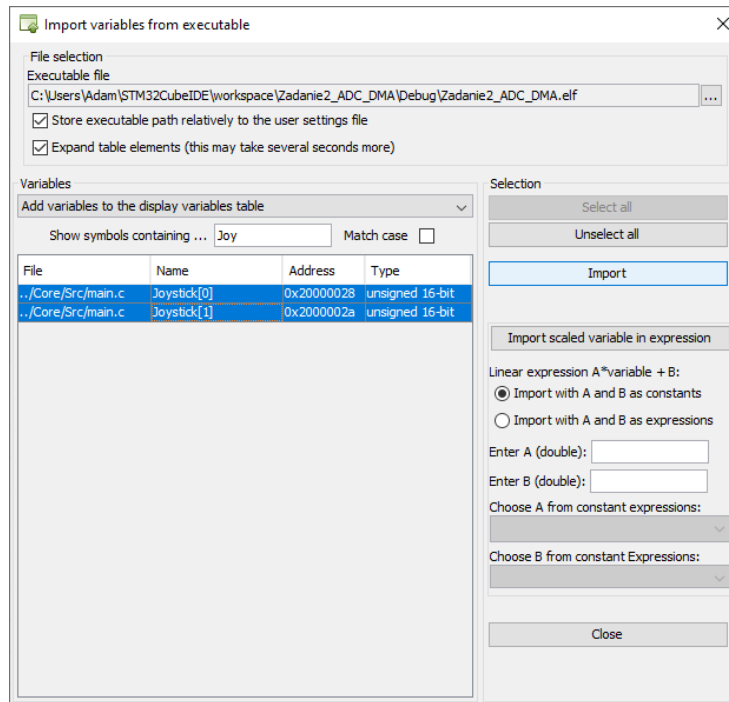 Import variables from executable
File selection
Executable file
C:\Users\Adam\STM32CubeIDE\workspace\Zadanie2_ADC_DMA\Debug\Zadanie2_ADC_DMA.elf
...
Store executable path relatively to the user settings file
Expand table elements (this may take several seconds more)
Variables
Add variables to the display variables table
Show symbols containing ... Joy Match case
File Name Address Type
../Core/Src/main.c Joystick[0] 0x20000028 unsigned 16-bit
../Core/Src/main.c Joystick[1] 0x2000002a unsigned 16-bit
Selection
Select all
Unselect all
Import
Import scaled variable in expression
Linear expression A*variable + B:
Import with A and B as constants
Import with A and B as expressions
Enter A (double):
Enter B (double):
Choose A from constant expressions:
Choose B from constant Expressions:
Close